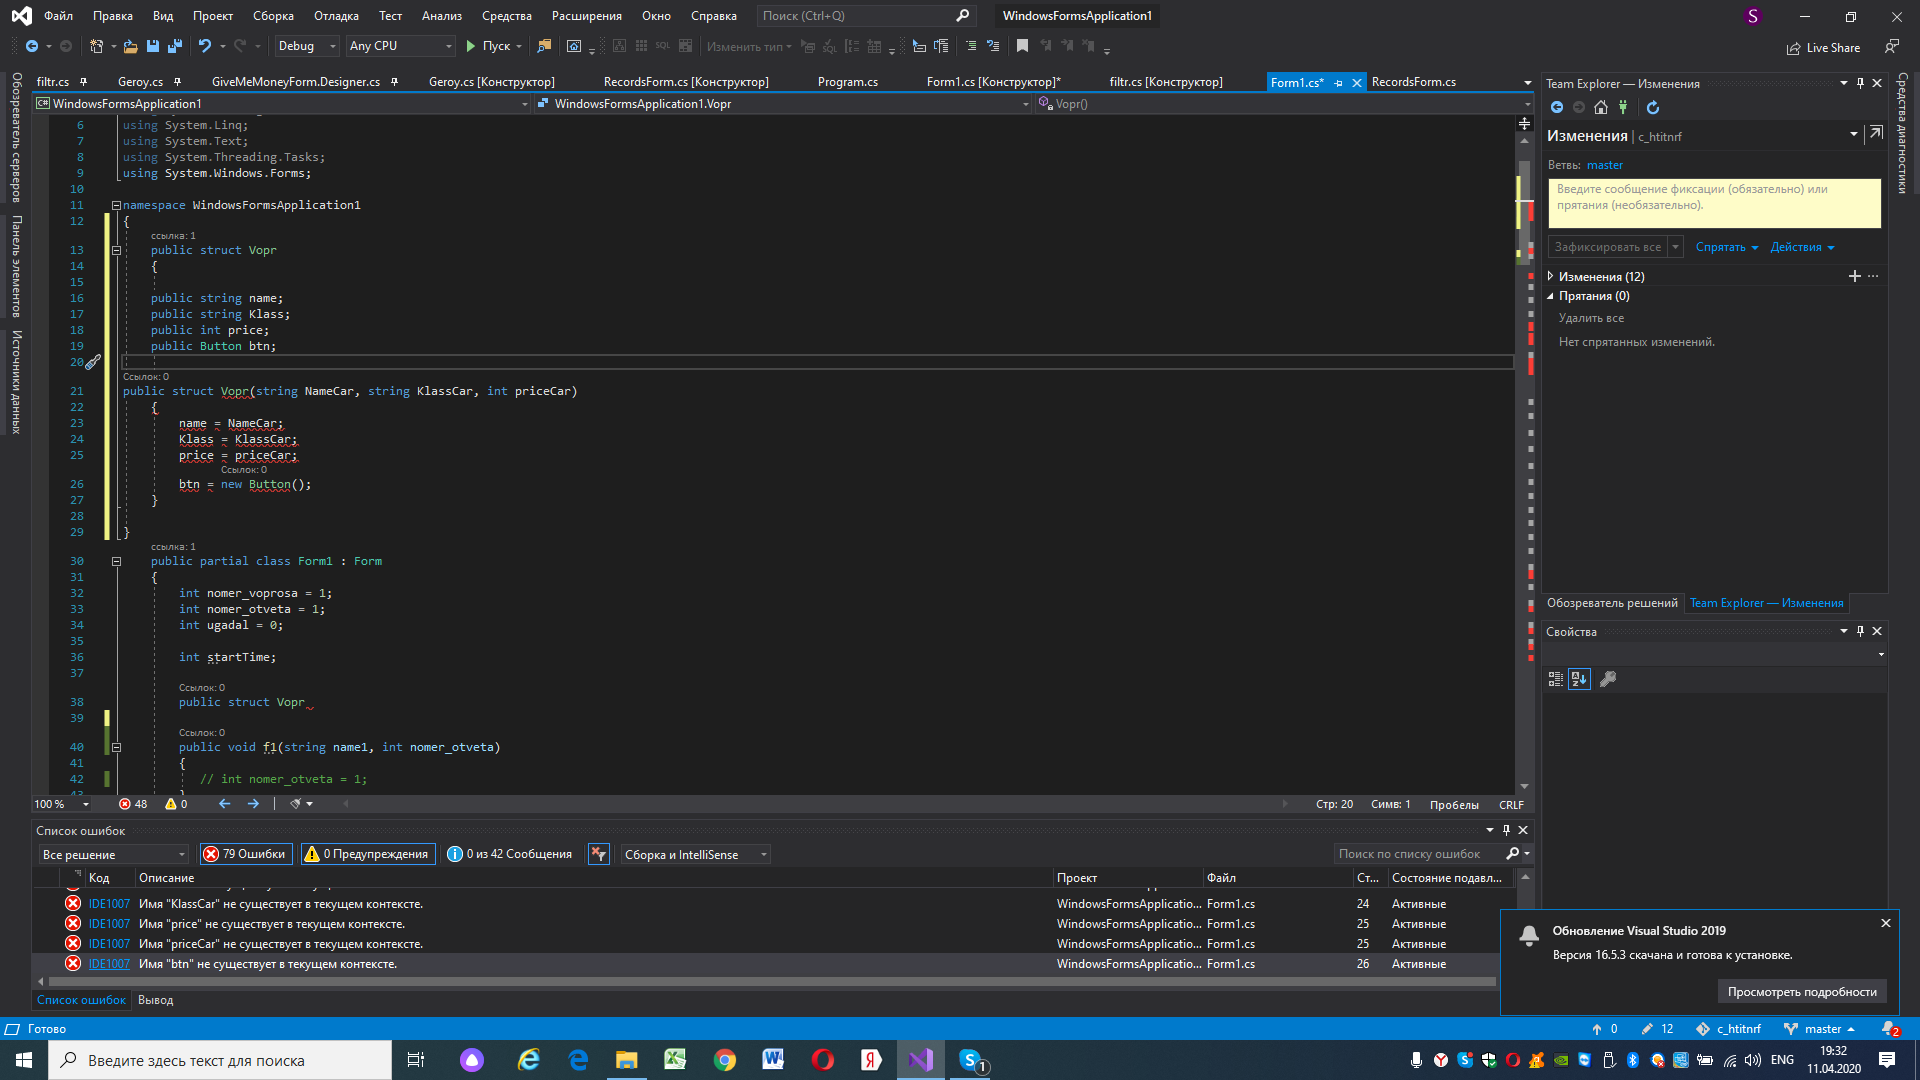 Файл Правка Вид Проект Сборка Отладка Тест Анализ Средства Расширения Окно Справка Поиск (Ctrl+Q) WindowsFormsApplication1 S
Debug Any CPU Пуск Изменить тип Live Share
filtr.cs Geroy.cs GiveMeMoneyForm.Designer.cs Geroy.cs [Конструктор] RecordsForm.cs [Конструктор] Program.cs Form1.cs [Конструктор]* filtr.cs [Конструктор] Form1.cs* RecordsForm.cs
WindowsFormsApplication1 WindowsFormsApplication1.Vopr Vopr()
Обозреватель серверов
Панель элементов
Источники данных
6 using System.Linq;
7 using System.Text;
8 using System.Threading.Tasks;
9 using System.Windows.Forms;
10
11 namespace WindowsFormsApplication1
12 {
ссылка: 1
13 public struct Vopr
14 {
15
16 public string name;
17 public string Klass;
18 public int price;
19 public Button btn;
20
Ссылок: 0
21 public struct Vopr(string NameCar, string KlassCar, int priceCar)
22 {
23 name = NameCar;
24 Klass = KlassCar;
25 price = priceCar;
Ссылок: 0
26 btn = new Button();
27 }
28
29 }
ссылка: 1
30 public partial class Form1 : Form
31 {
32 int nomer_voprosa = 1;
33 int nomer_otveta = 1;
34 int ugadal = 0;
35
36 int startTime;
37
Ссылок: 0
38 public struct Vopr
39
Ссылок: 0
40 public void f1(string name1, int nomer_otveta)
41 {
42 // int nomer_otveta = 1;
43 }
100 % 48 0 Стр: 20 Симв: 1 Пробелы CRLF
Список ошибок
Все решение 79 Ошибки 0 Предупреждения 0 из 42 Сообщения Сборка и IntelliSense Поиск по списку ошибок
Код Описание Проект Файл Ст... Состояние подавл...
IDE1007 Имя "KlassCar" не существует в текущем контексте. WindowsFormsApplicatio... Form1.cs 24 Активные
IDE1007 Имя "price" не существует в текущем контексте. WindowsFormsApplicatio... Form1.cs 25 Активные
IDE1007 Имя "priceCar" не существует в текущем контексте. WindowsFormsApplicatio... Form1.cs 25 Активные
IDE1007 Имя "btn" не существует в текущем контексте. WindowsFormsApplicatio... Form1.cs 26 Активные
Список ошибок Вывод
Team Explorer — Изменения
Изменения | c_htitnrf
Ветвь: master
Введите сообщение фиксации (обязательно) или
прятания (необязательно).
Зафиксировать все Спрятать Действия
Изменения (12)
Прятания (0)
Удалить все
Нет спрятанных изменений.
Обозреватель решений Team Explorer — Изменения
Свойства
Средства диагностики
Обновление Visual Studio 2019
Версия 16.5.3 скачана и готова к установке.
Просмотреть подробности
Готово 0 12 c_htitnrf master 2
Введите здесь текст для поиска 1 ENG 19:32
11.04.2020